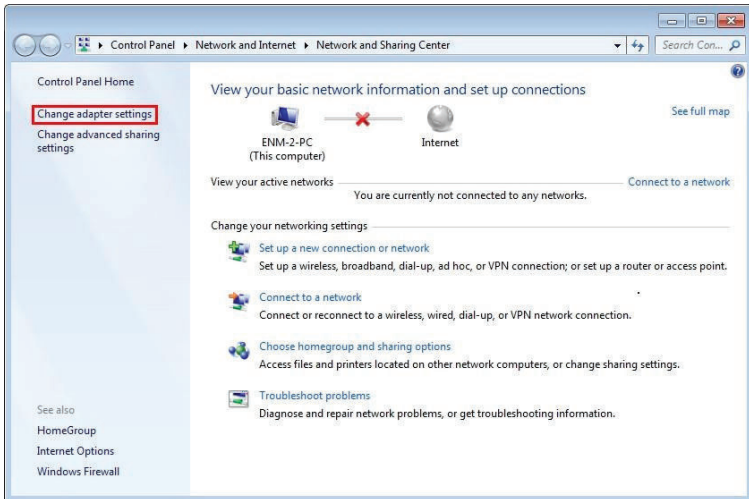 Control Panel ▸ Network and Internet ▸ Network and Sharing Center
Search Con...
Control Panel Home
Change adapter settings
Change advanced sharing
settings
See also
HomeGroup
Internet Options
Windows Firewall
View your basic network information and set up connections
See full map
ENM-2-PC
(This computer)
Internet
View your active networks
Connect to a network
You are currently not connected to any networks.
Change your networking settings
Set up a new connection or network
Set up a wireless, broadband, dial-up, ad hoc, or VPN connection; or set up a router or access point.
Connect to a network
Connect or reconnect to a wireless, wired, dial-up, or VPN network connection.
Choose homegroup and sharing options
Access files and printers located on other network computers, or change sharing settings.
Troubleshoot problems
Diagnose and repair network problems, or get troubleshooting information.